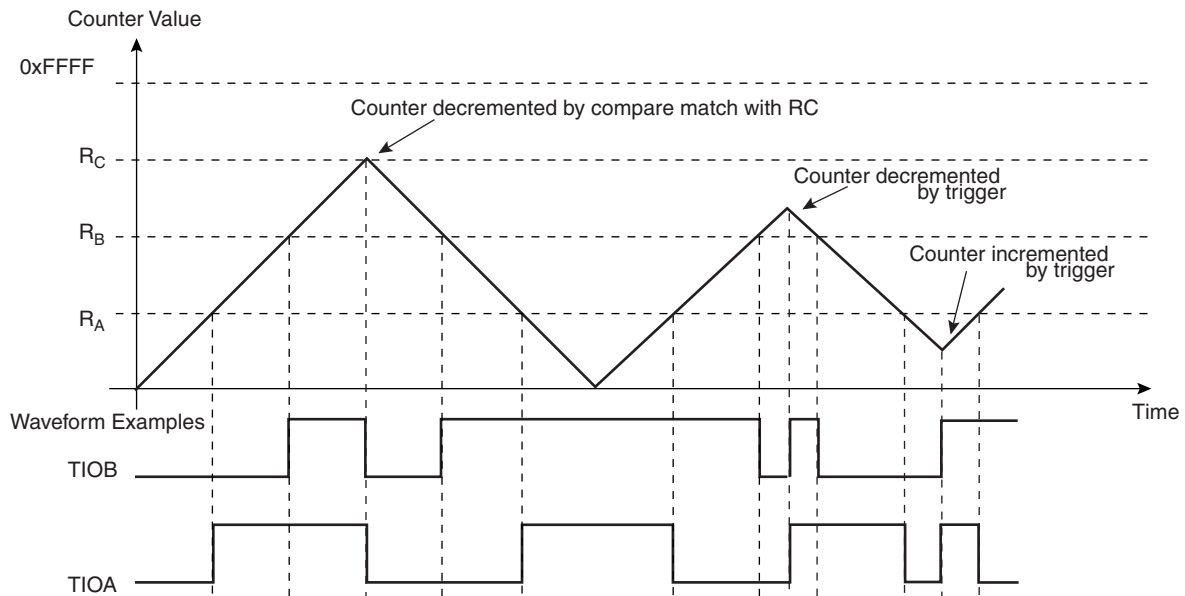 Counter Value
0xFFFF
Counter decremented by compare match with RC
RC
Counter decremented
by trigger
RB
Counter incremented
by trigger
RA
Time
Waveform Examples
TIOB
TIOA